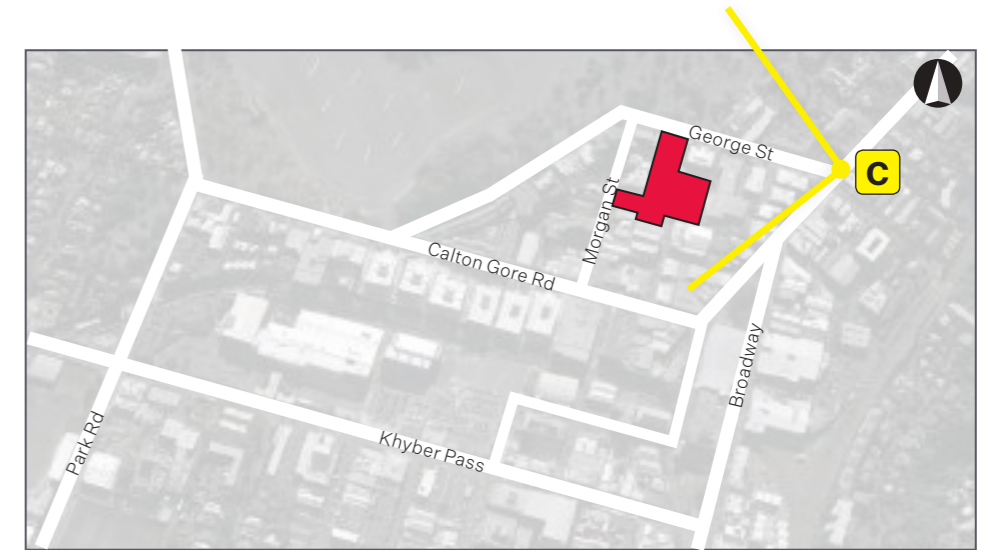 George St
C
Morgan St
Calton Gore Rd
Broadway
Park Rd
Khyber Pass